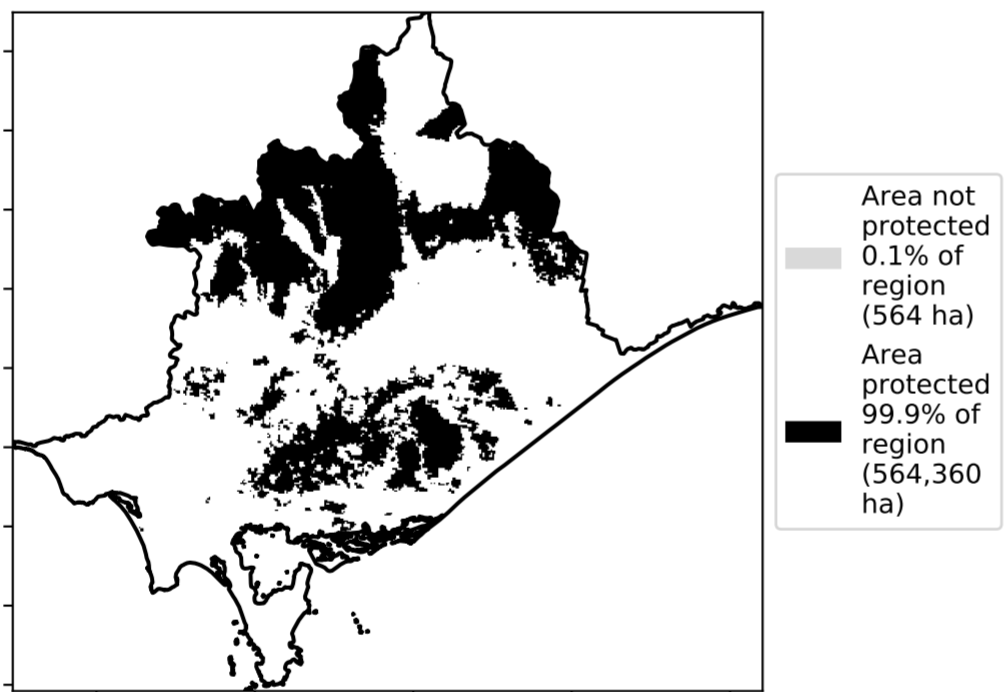 Area not
protected
0.1% of
region
(564 ha)
Area
protected
99.9% of
region
(564,360
ha)